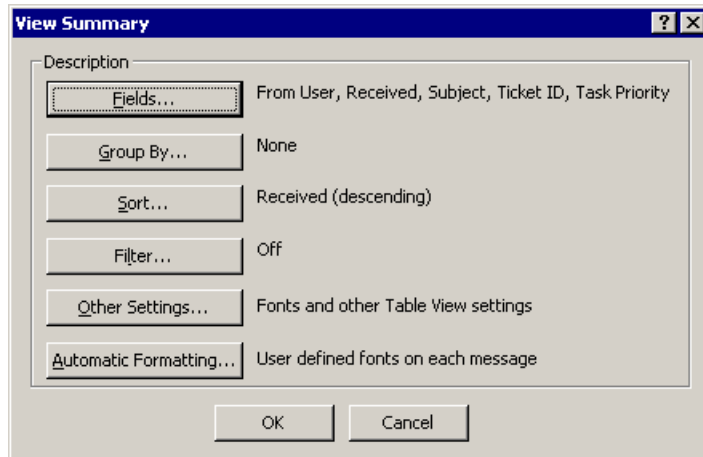 View Summary
Description
Fields... From User, Received, Subject, Ticket ID, Task Priority
Group By... None
Sort... Received (descending)
Filter... Off
Other Settings... Fonts and other Table View settings
Automatic Formatting... User defined fonts on each message
OK Cancel